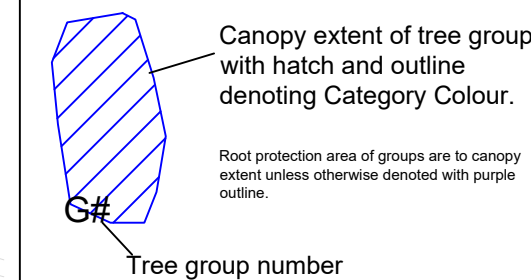 Canopy extent of tree group
with hatch and outline
denoting Category Colour.
Root protection area of groups are to canopy
extent unless otherwise denoted with purple
outline.
G#
Tree group number